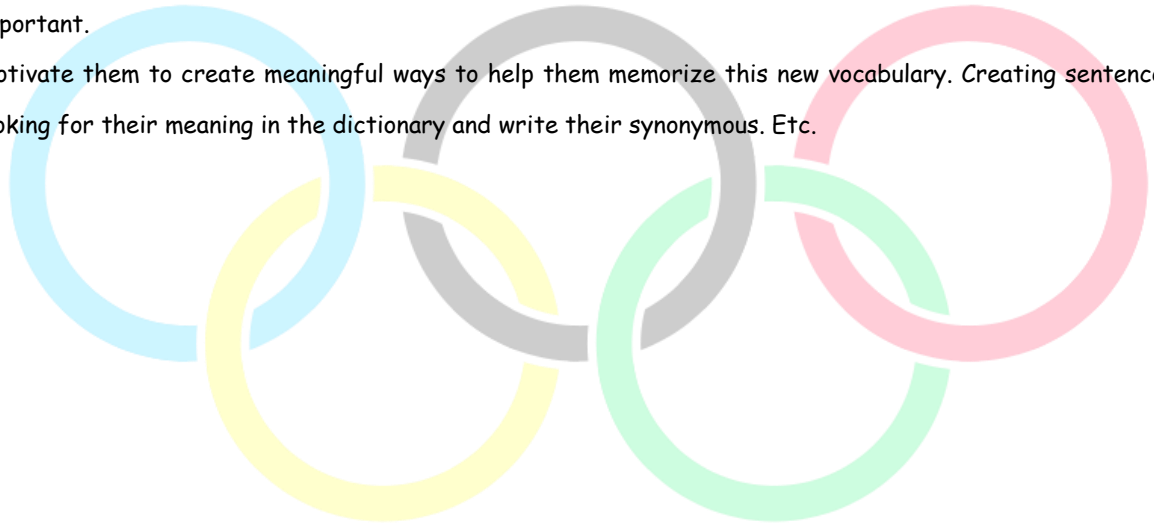 portant.
otivate them to create meaningful ways to help them memorize this new vocabulary. Creating sentenc
oking for their meaning in the dictionary and write their synonymous. Etc.